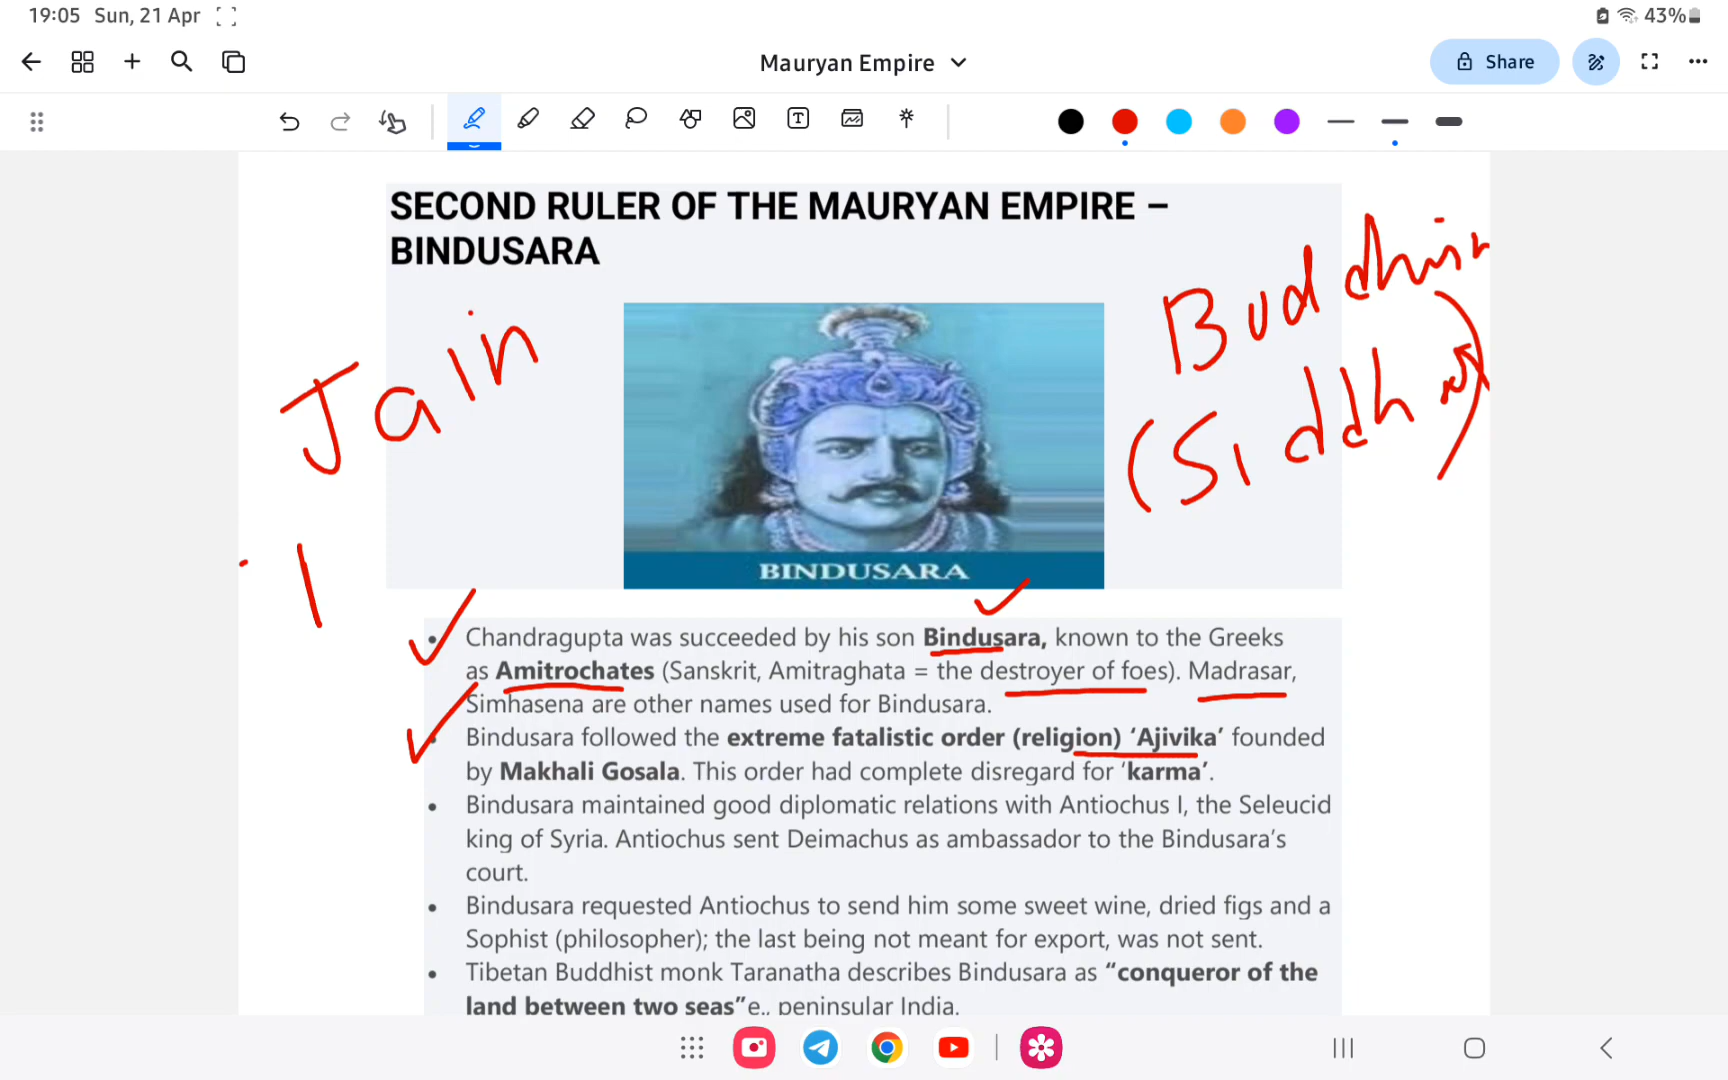 19:05 Sun, 21 Apr
43%
Mauryan Empire
Share
SECOND RULER OF THE MAURYAN EMPIRE –
BINDUSARA
Jain
BINDUSARA
Chandragupta was succeeded by his son Bindusara, known to the Greeks
as Amitrochates (Sanskrit, Amitraghata = the destroyer of foes). Madrasar,
Simhasena are other names used for Bindusara.
Bindusara followed the extreme fatalistic order (religion) ‘Ajivika’ founded
by Makhali Gosala. This order had complete disregard for ‘karma’.
Bindusara maintained good diplomatic relations with Antiochus I, the Seleucid
king of Syria. Antiochus sent Deimachus as ambassador to the Bindusara’s
court.
Bindusara requested Antiochus to send him some sweet wine, dried figs and a
Sophist (philosopher); the last being not meant for export, was not sent.
Tibetan Buddhist monk Taranatha describes Bindusara as “conqueror of the
land between two seas”e., peninsular India.